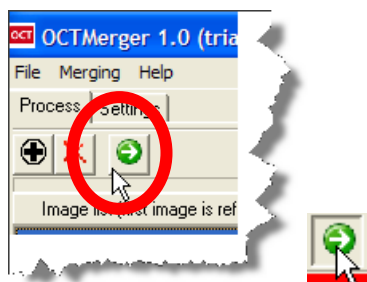 OCT OCTMerger 1.0 (tria
File Merging Help
Process Settings
Image list (first image is ref